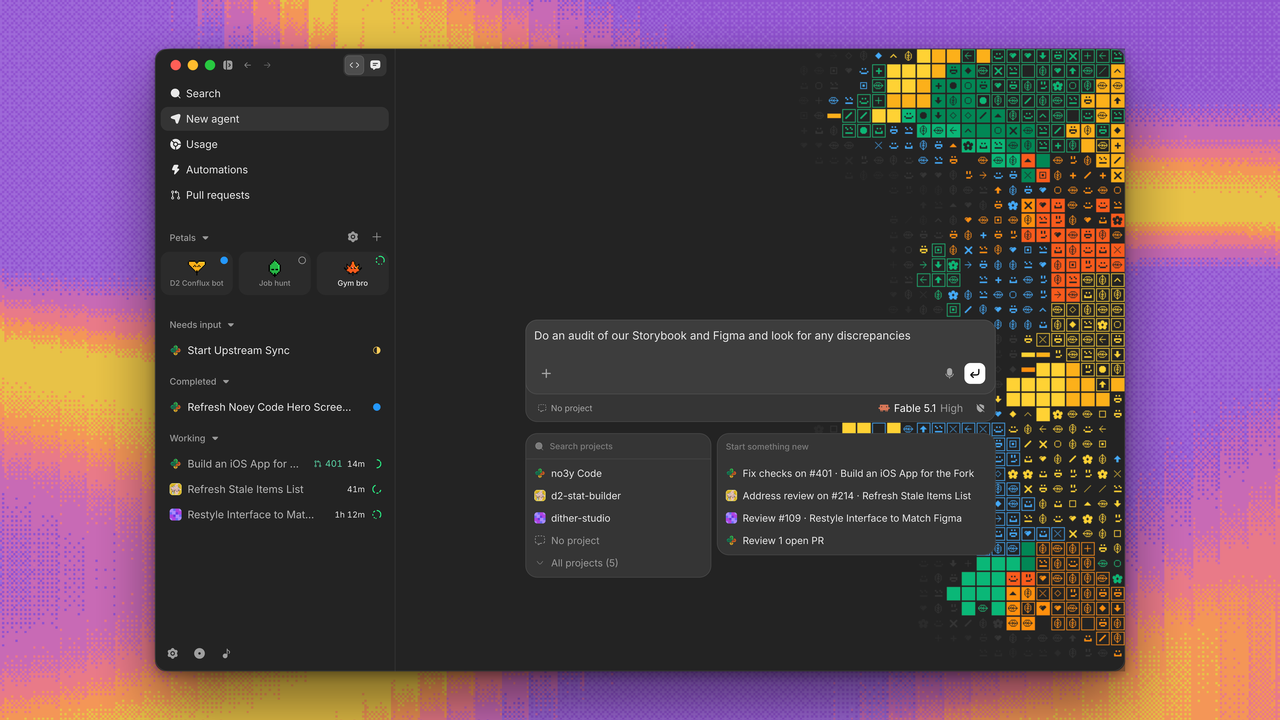 Search
New agent
Usage
Automations
Pull requests
Petals
D2 Conflux bot
Job hunt
Gym bro
Needs input
Start Upstream Sync
Completed
Refresh Noey Code Hero Scree...
Working
Build an iOS App for ... 401 14m
Refresh Stale Items List 41m
Restyle Interface to Mat 1h 12m
Do an audit of our Storybook and Figma and look for any discrepancies
No project
Fable 5.1 High
Search projects
no3y Code
d2-stat-builder
dither-studio
No project
All projects (5)
Start something new
Fix checks on #401 · Build an iOS App for the Fork
Address review on #214 · Refresh Stale Items List
Review #109 · Restyle Interface to Match Figma
Review 1 open PR